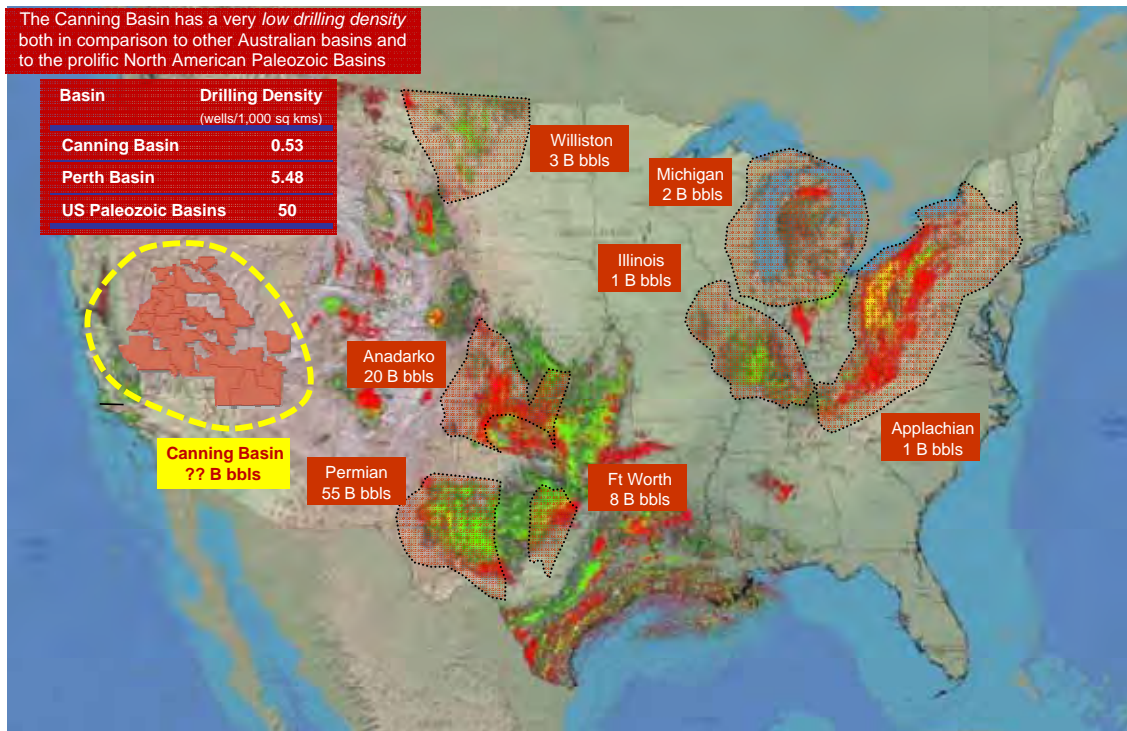 The Canning Basin has a very low drilling density
both in comparison to other Australian basins and
to the prolific North American Paleozoic Basins
Basin Drilling Density
(wells/1,000 sq kms)
Canning Basin 0.53
Perth Basin 5.48
US Paleozoic Basins 50
Williston
3 B bbls
Michigan
2 B bbls
Illinois
1 B bbls
Anadarko
20 B bbls
Applachian
1 B bbls
Canning Basin
?? B bbls
Permian
55 B bbls
Ft Worth
8 B bbls